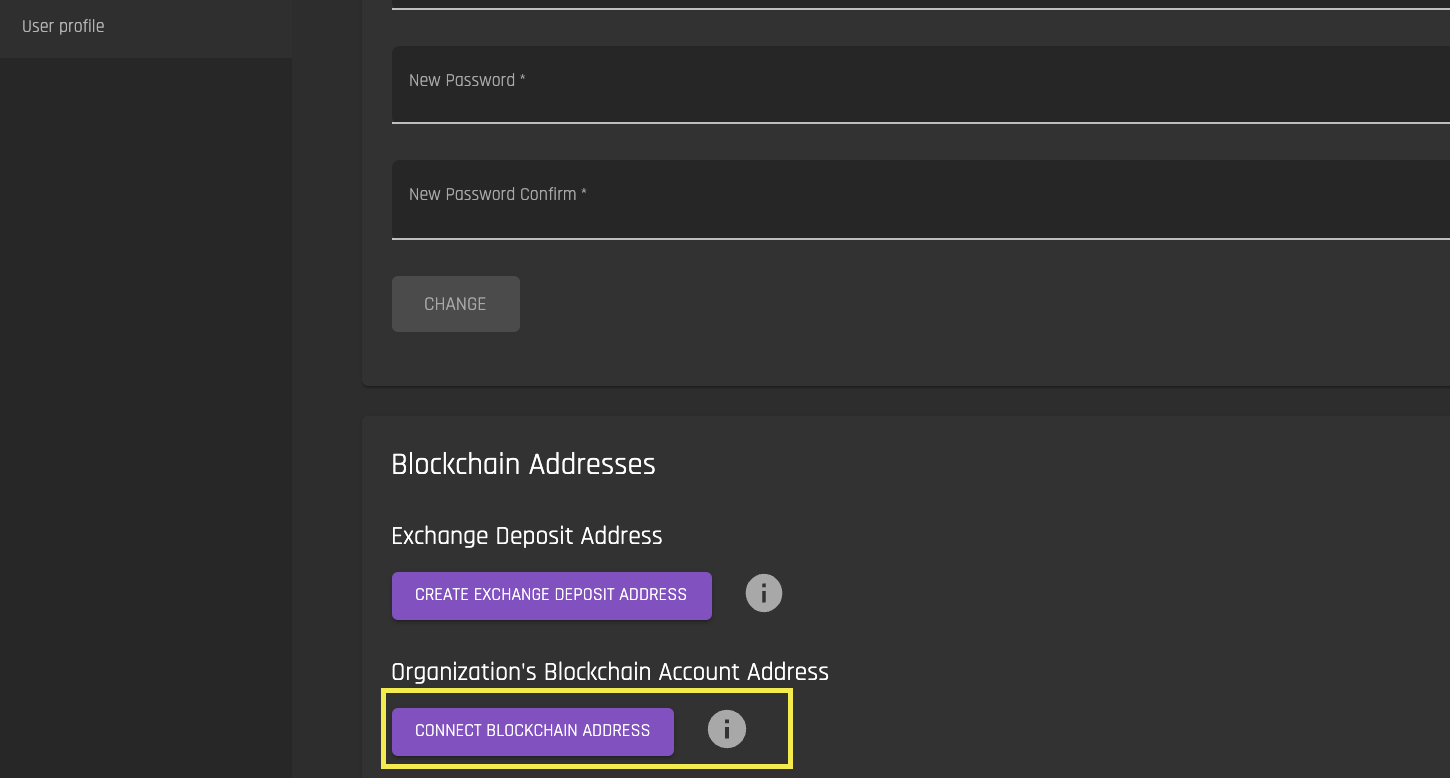 User profile
New Password *
New Password Confirm *
CHANGE
Blockchain Addresses
Exchange Deposit Address
CREATE EXCHANGE DEPOSIT ADDRESS
Organization's Blockchain Account Address
CONNECT BLOCKCHAIN ADDRESS